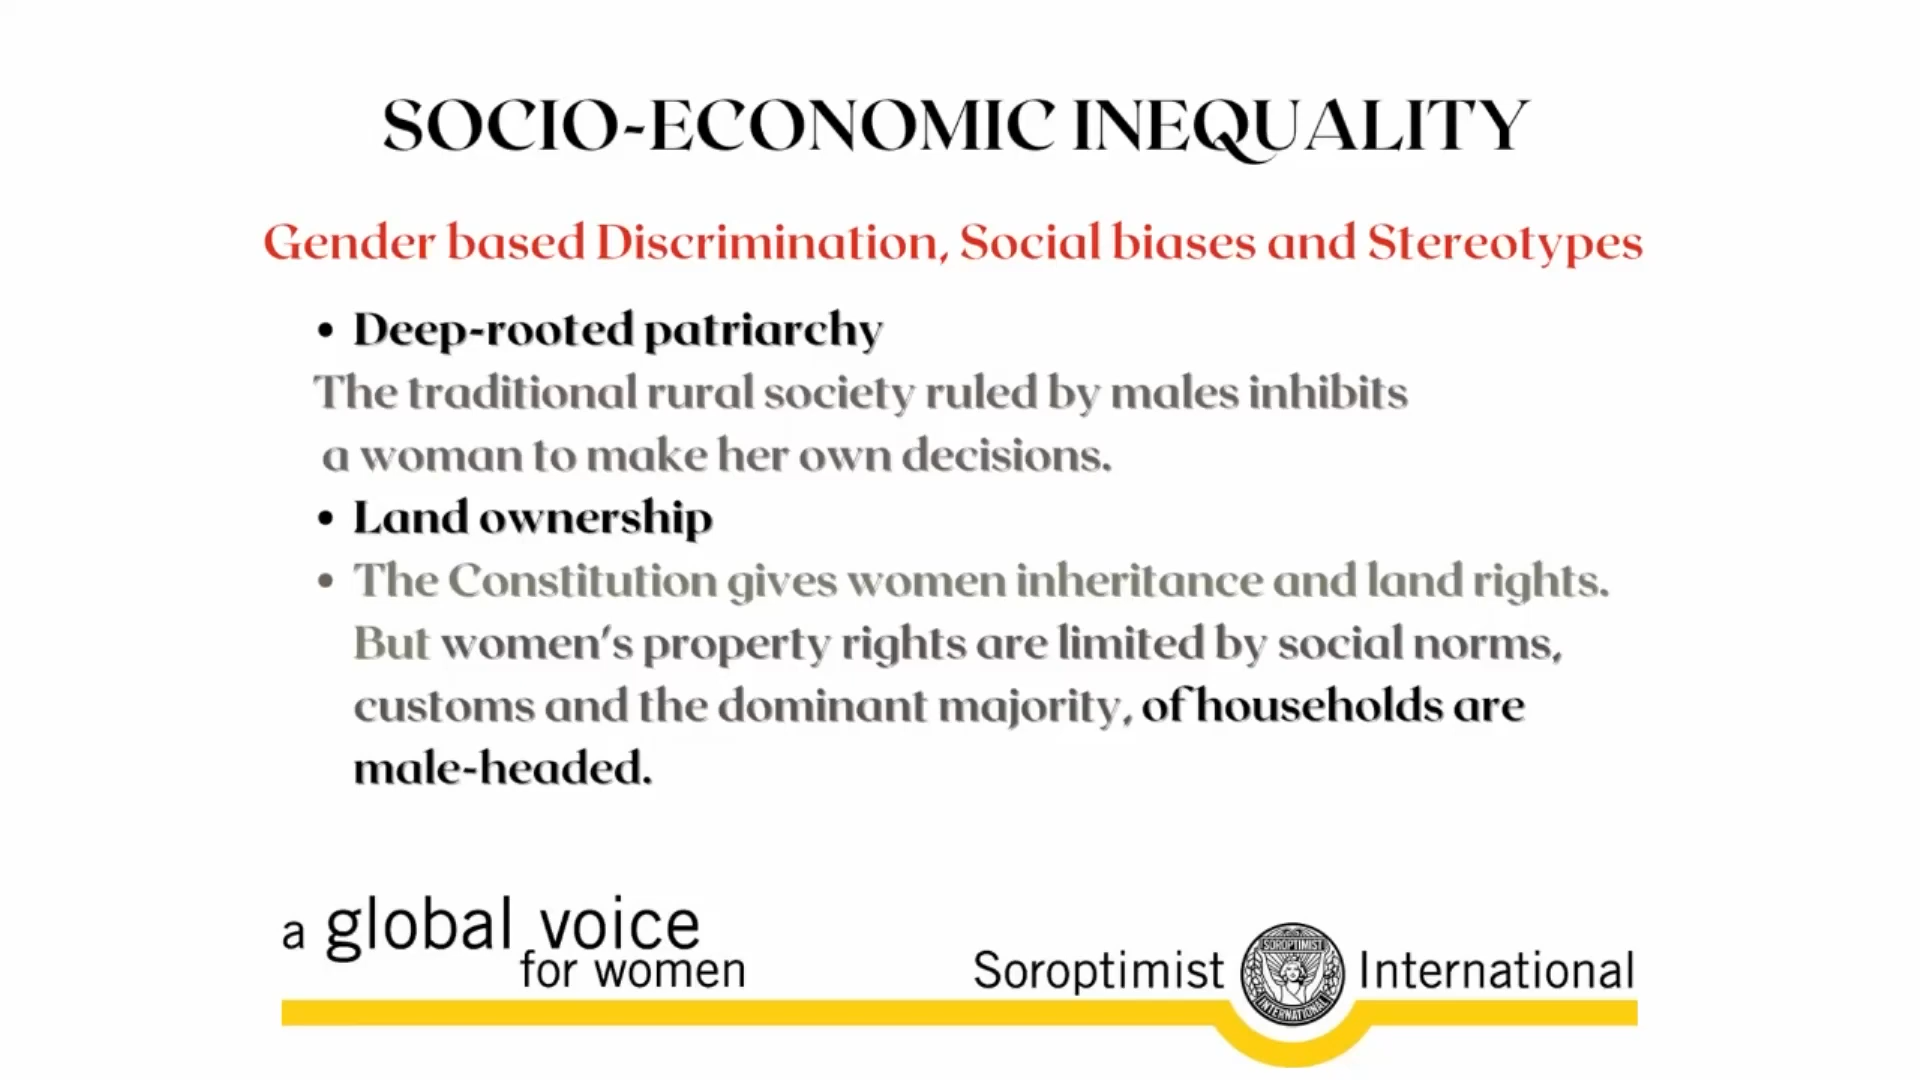 SOCIO-ECONOMIC INEQUALITY
Gender based Discrimination, Social biases and Stereotypes
• Deep-rooted patriarchy
The traditional rural society ruled by males inhibits
a woman to make her own decisions.
• Land ownership
• The Constitution gives women inheritance and land rights.
But women's property rights are limited by social norms,
customs and the dominant majority, of households are
male-headed.
a global voice
for women
Soroptimist International
SOROPTIMIST
INTERNATIONAL